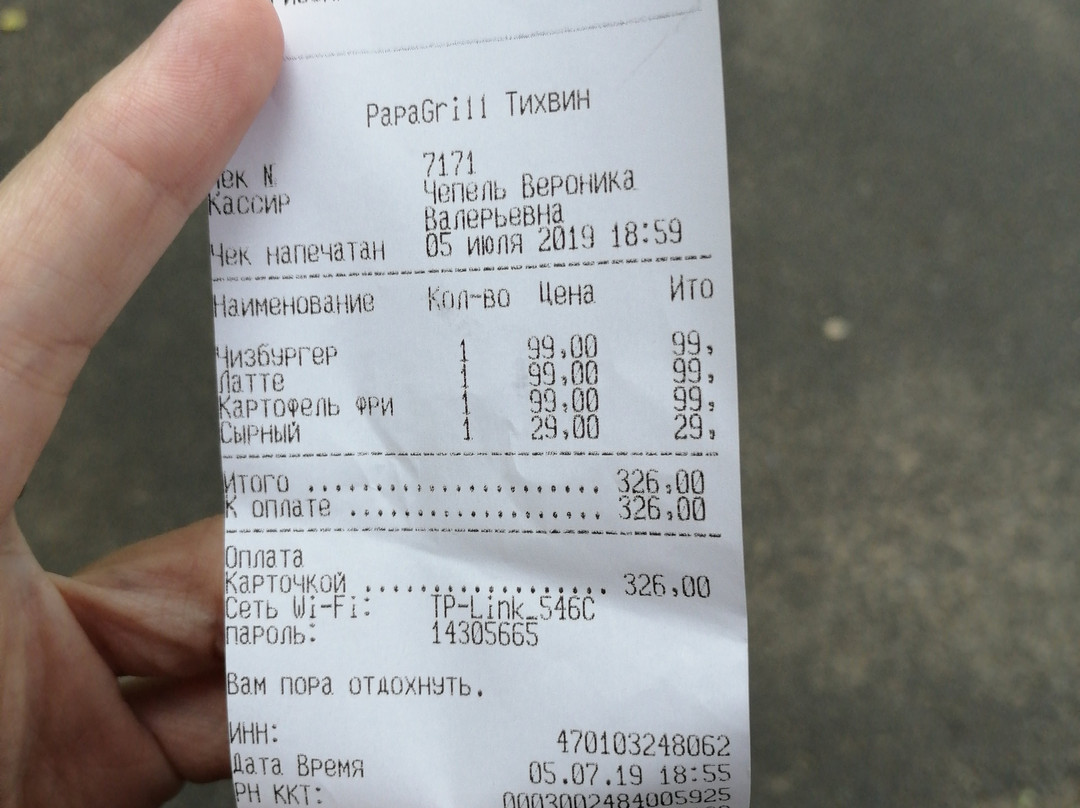 PapaGrill Тихвин
Чек N 7171
Кассир Чепель Вероника
Валерьевна
Чек напечатан 05 июля 2019 18:59
Наименование Кол-во Цена Ито
Чизбургер 1 99,00 99,
Латте 1 99,00 99,
Картофель фри 1 99,00 99,
Сырный 1 29,00 29,
Итого ...................... 326,00
К оплате ................... 326,00
Оплата
Карточкой .................. 326,00
Сеть Wi-Fi: TP-Link_546C
пароль: 14305665
Вам пора отдохнуть.
ИНН: 470103248062
Дата Время 05.07.19 18:55
РН ККТ: 0003002484005925